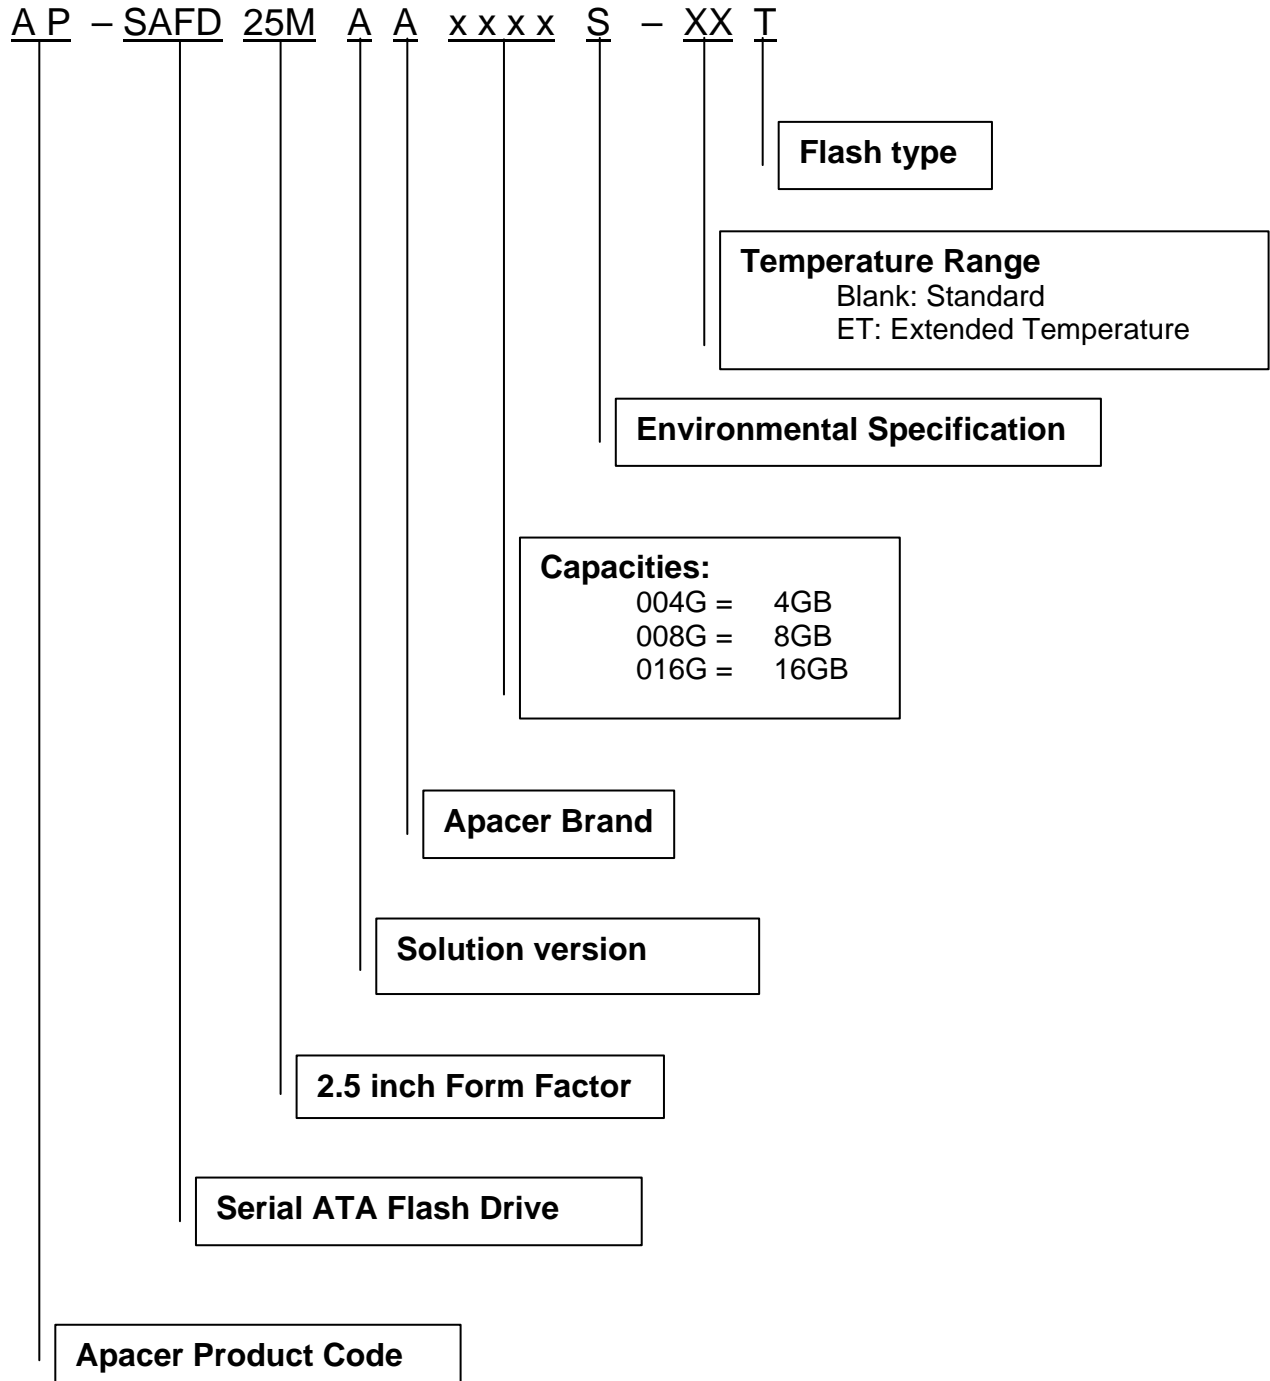 A P – SAFD 25M A A x x x x S – XX T
Flash type
Temperature Range
Blank: Standard
ET: Extended Temperature
Environmental Specification
Capacities:
004G = 4GB
008G = 8GB
016G = 16GB
Apacer Brand
Solution version
2.5 inch Form Factor
Serial ATA Flash Drive
Apacer Product Code